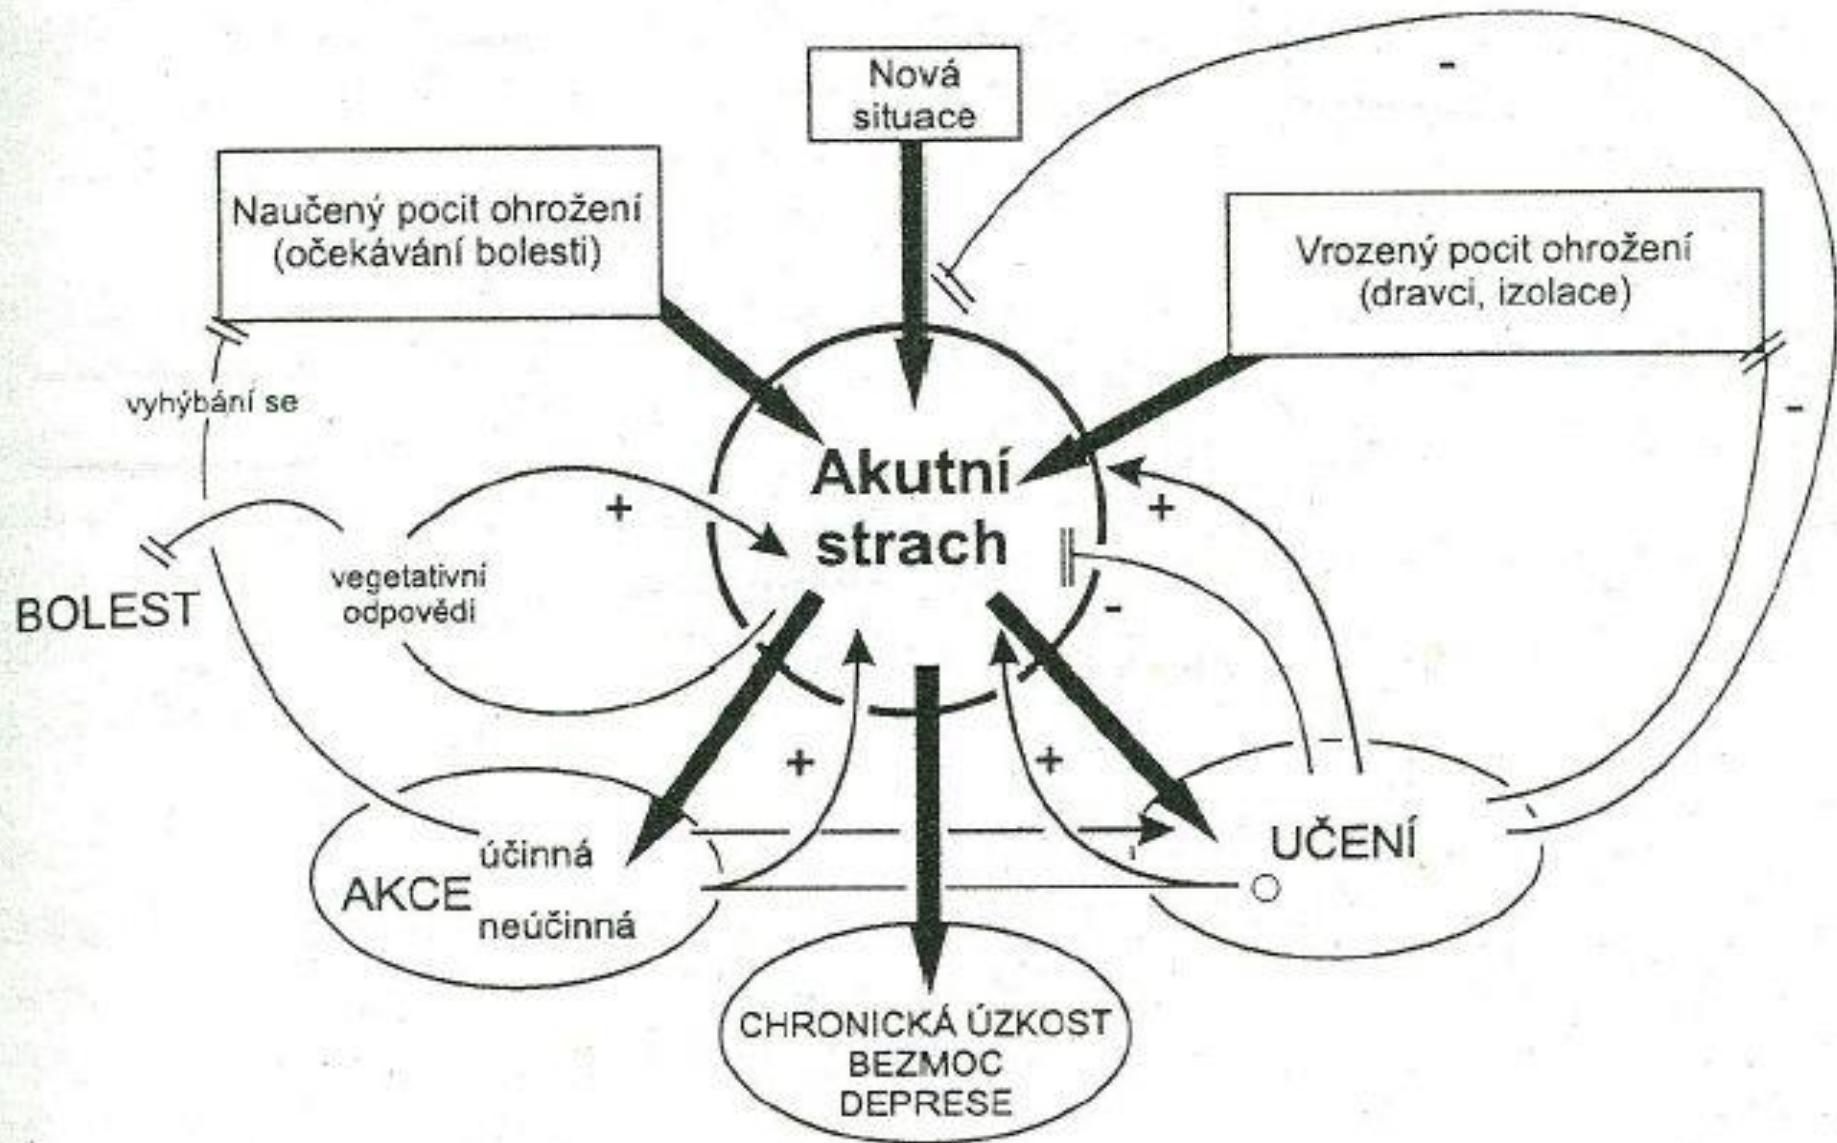 Nová
situace
-
Naučený pocit ohrožení
(očekávání bolesti)
Vrozený pocit ohrožení
(dravci, izolace)
vyhýbání se
-
Akutní
strach
+
+
vegetativní
odpovědi
BOLEST
-
+
+
účinná
AKCE
neúčinná
UČENÍ
CHRONICKÁ ÚZKOST
BEZMOC
DEPRESE